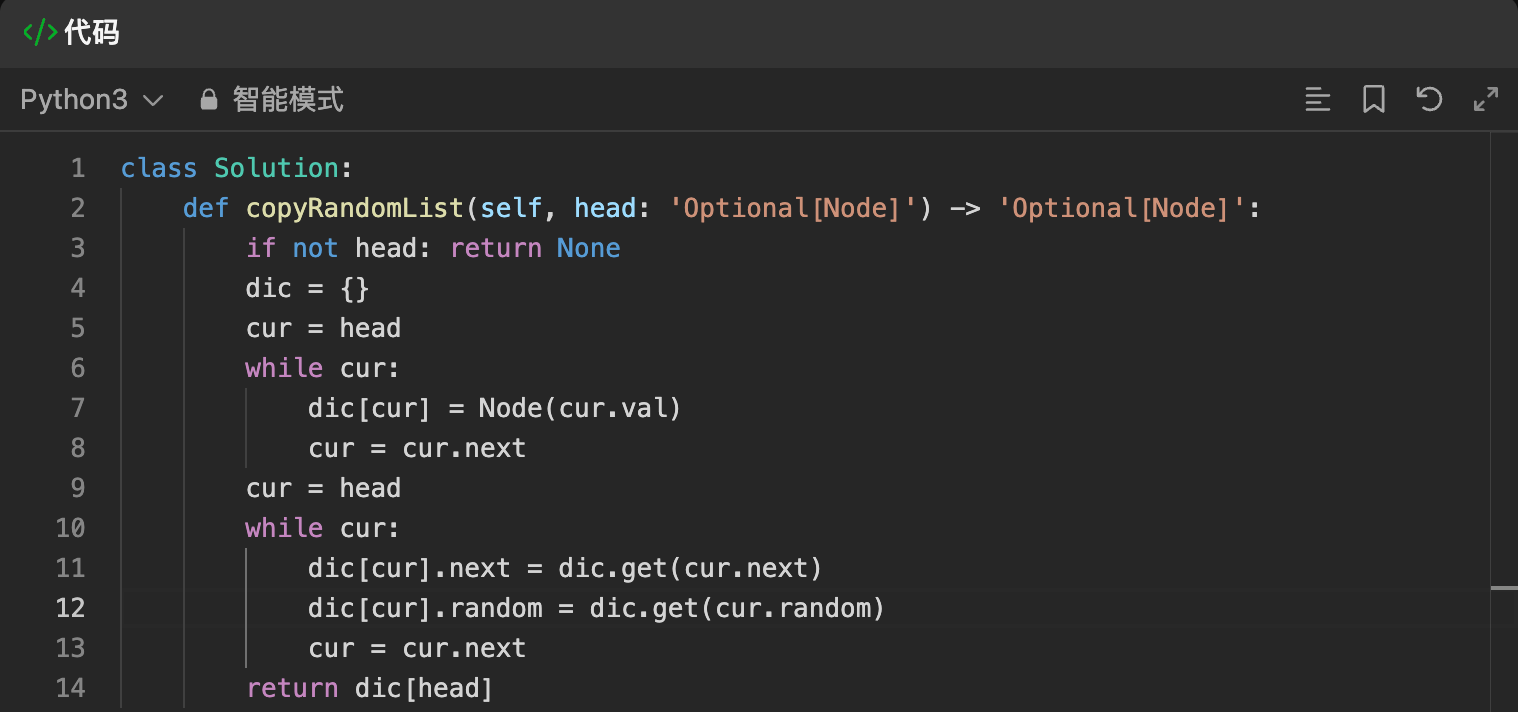 </> 代码
Python3 智能模式
1 class Solution:
2     def copyRandomList(self, head: 'Optional[Node]') -> 'Optional[Node]':
3         if not head: return None
4         dic = {}
5         cur = head
6         while cur:
7             dic[cur] = Node(cur.val)
8             cur = cur.next
9         cur = head
10         while cur:
11             dic[cur].next = dic.get(cur.next)
12             dic[cur].random = dic.get(cur.random)
13             cur = cur.next
14         return dic[head]